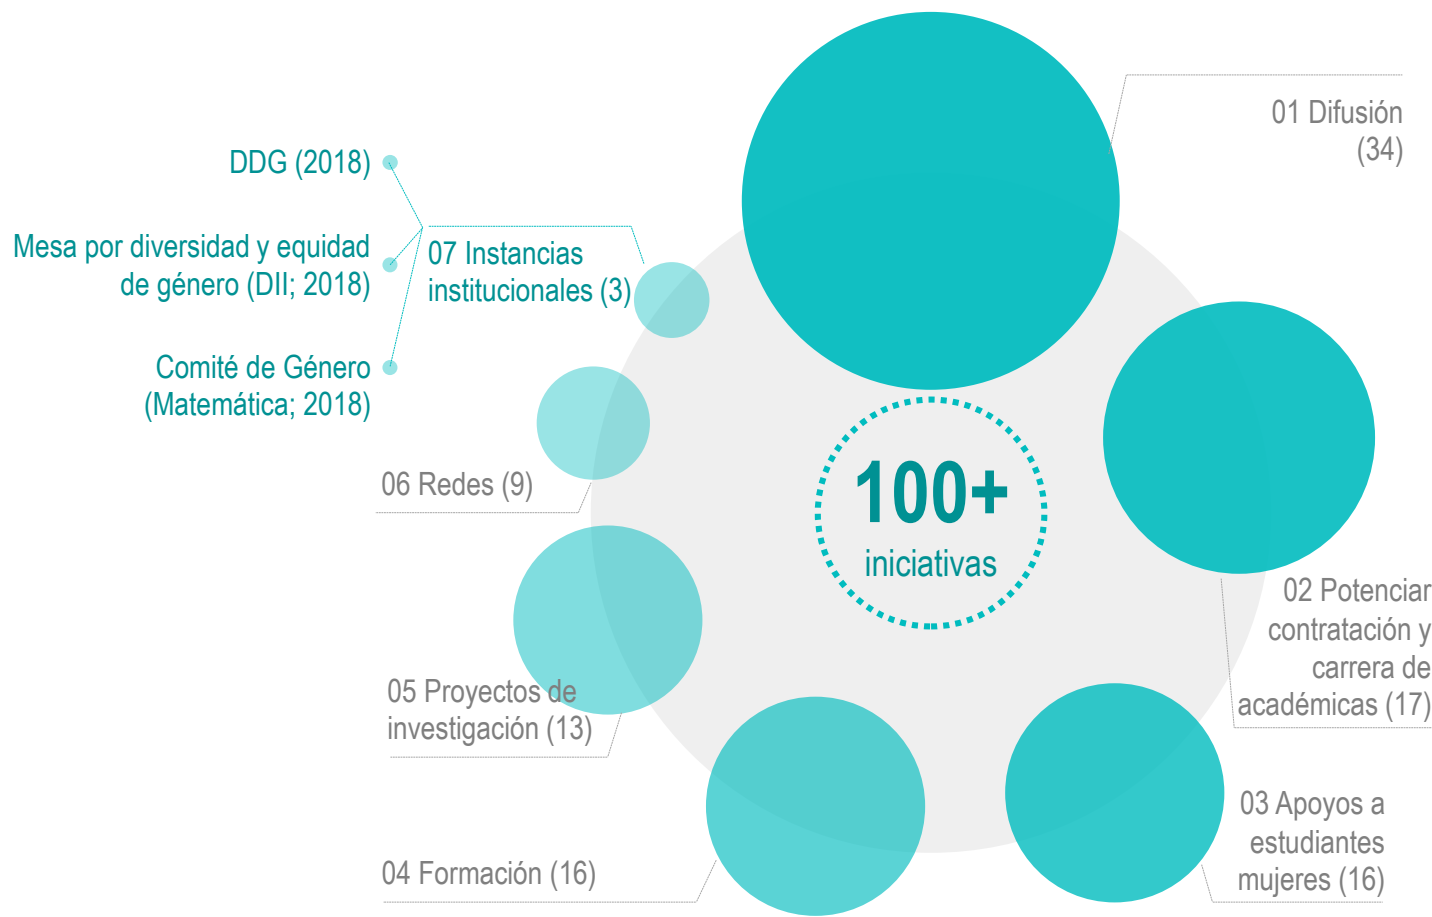 01 Difusión
(34)
DDG (2018)
Mesa por diversidad y equidad
de género (DII; 2018)
Comité de Género
(Matemática; 2018)
07 Instancias
institucionales (3)
06 Redes (9)
100+
iniciativas
02 Potenciar
contratación y
carrera de
académicas (17)
05 Proyectos de
investigación (13)
03 Apoyos a
estudiantes
mujeres (16)
04 Formación (16)